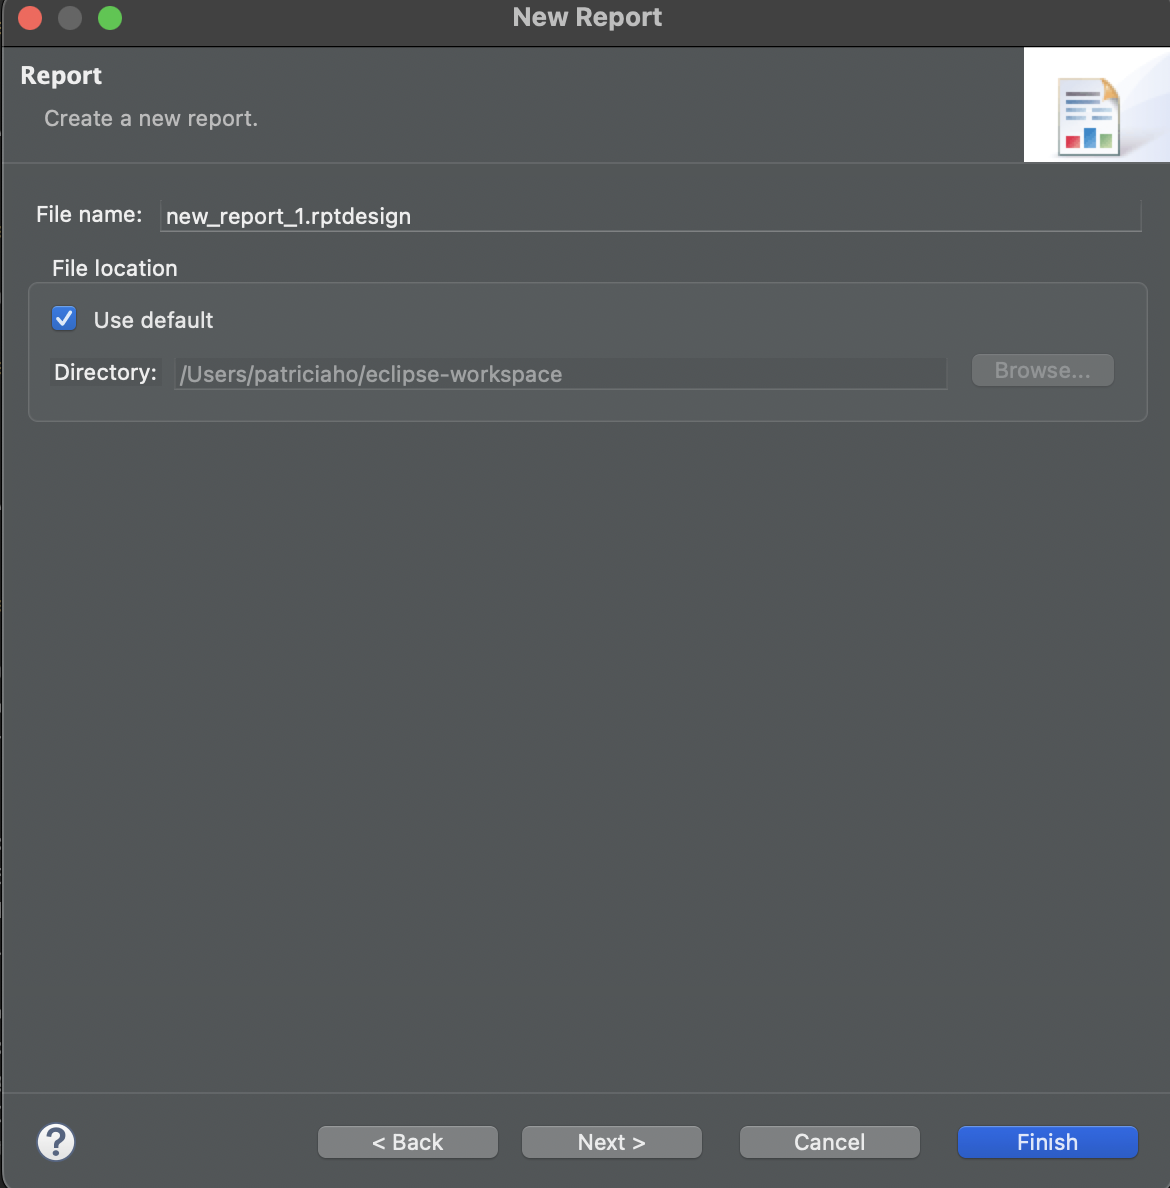 New Report
Report
Create a new report.
File name: new_report_1.rptdesign
File location
Use default
Directory: /Users/patriciaho/eclipse-workspace Browse...
? < Back Next > Cancel Finish